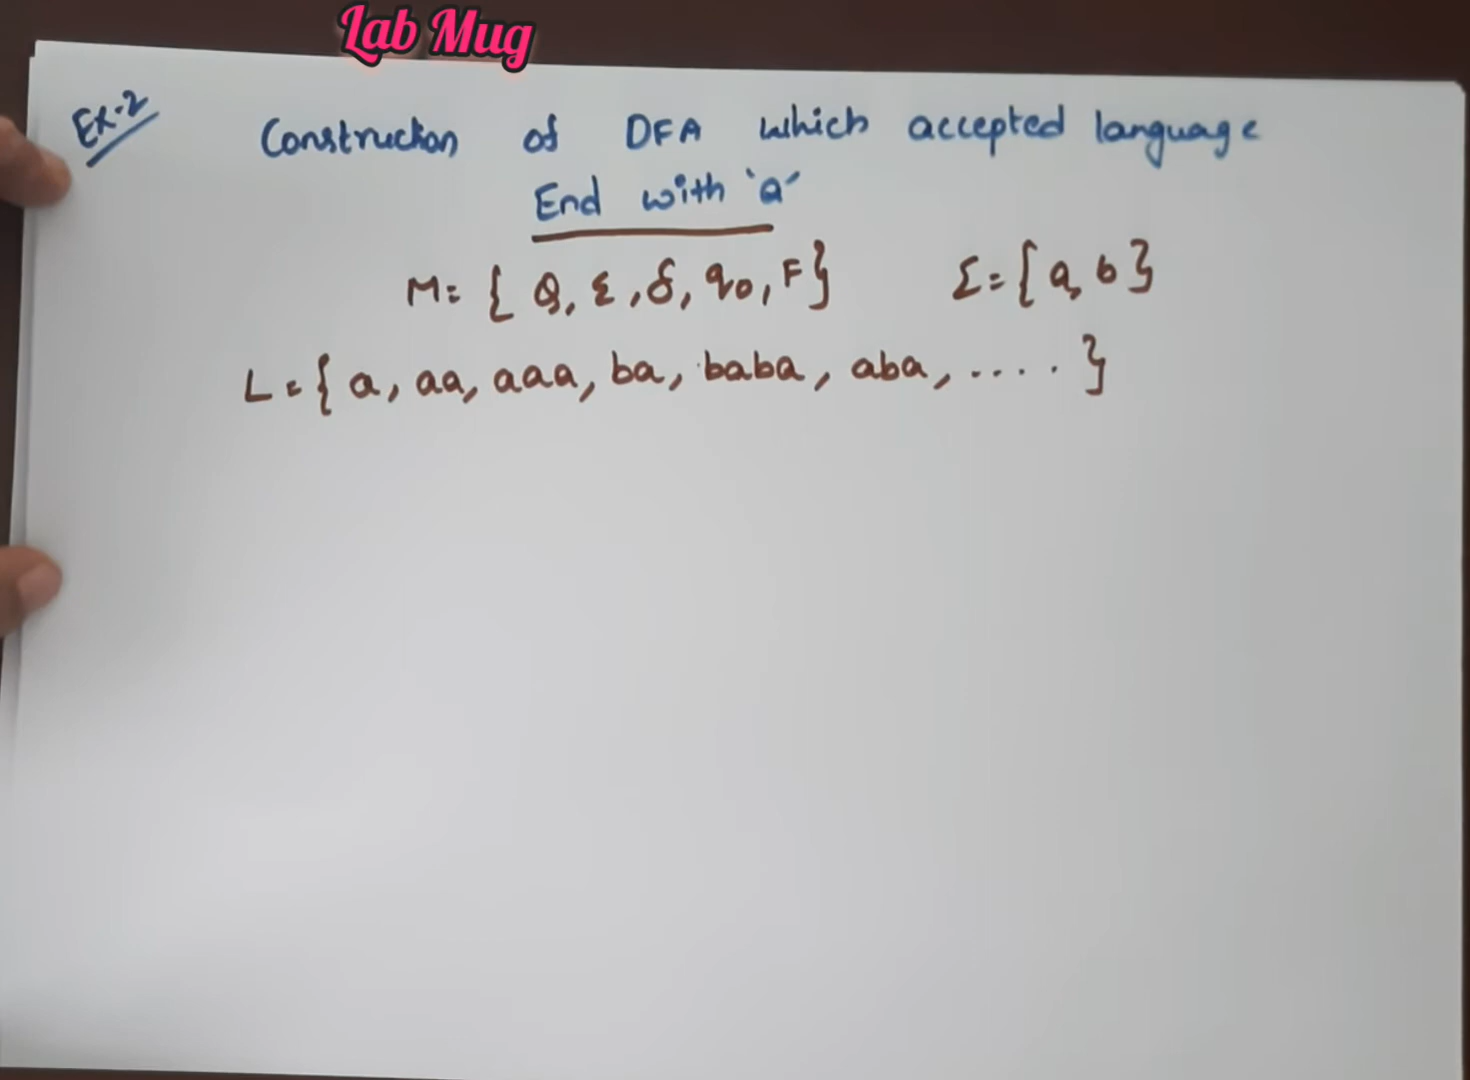 Lab Mug
Ex-2
Construction of DFA which accepted language
End with 'a'
M = { Q, Σ, δ, q0, F} Σ = { a, b }
L = { a, aa, aaa, ba, baba, aba, .... }